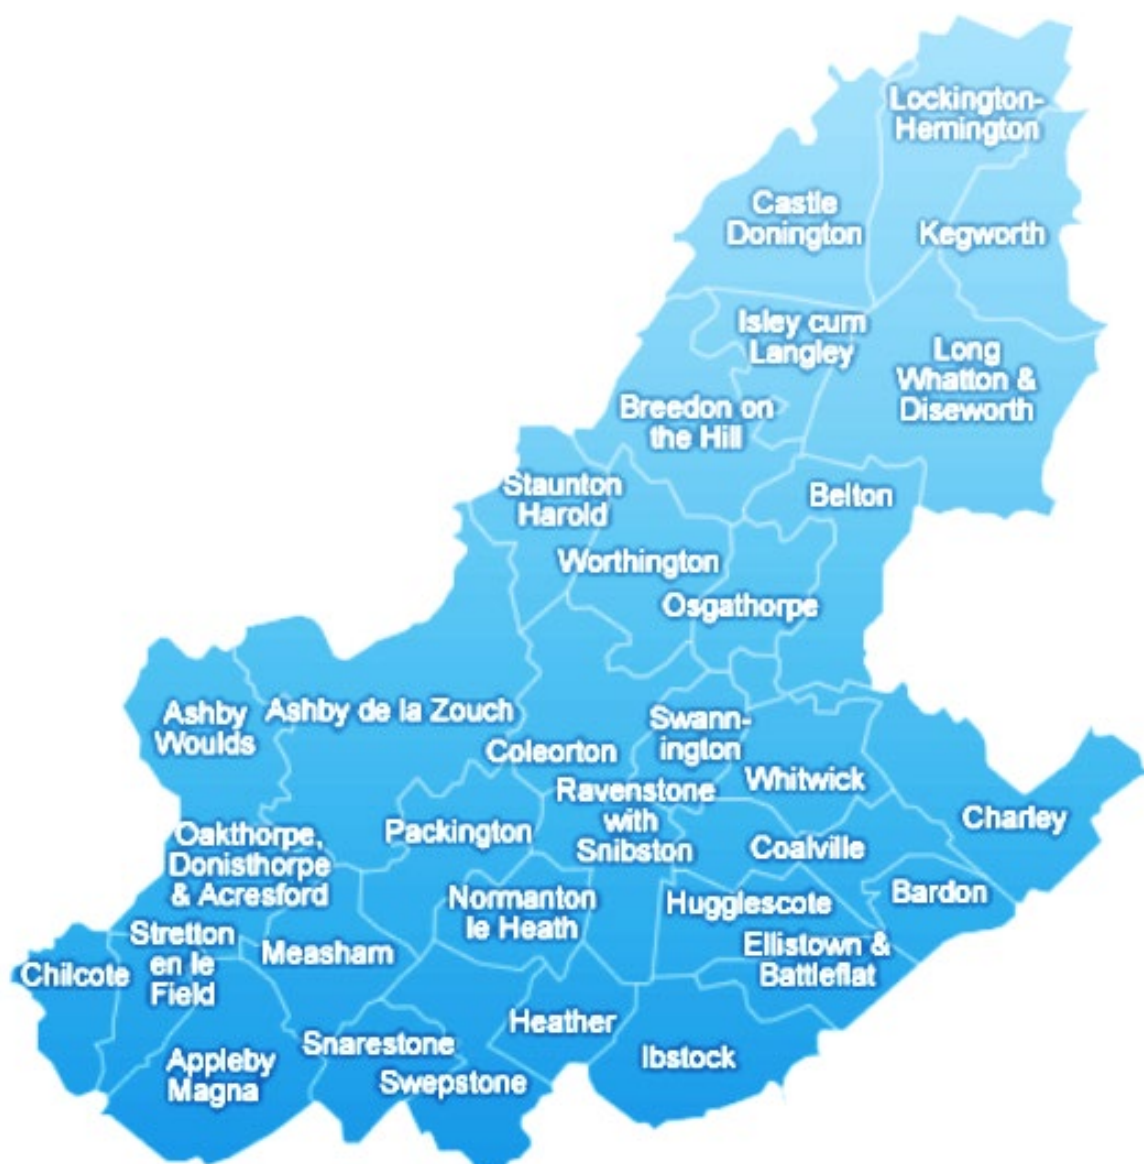 Lockington-
Hemington
Castle
Donington
Kegworth
Isley cum
Langley
Long
Whatton &
Diseworth
Breedon on
the Hill
Staunton
Harold
Belton
Worthington
Osgathorpe
Ashby
Woulds
Ashby de la Zouch
Swann-
ington
Coleorton
Whitwick
Ravenstone
with
Snibston
Charley
Packington
Oakthorpe,
Donisthorpe
& Acresford
Coalville
Bardon
Normanton
le Heath
Hugglescote
Stretton
en le
Field
Measham
Ellistown &
Battleflat
Chilcote
Heather
Snarestone
Ibstock
Appleby
Magna
Swepstone